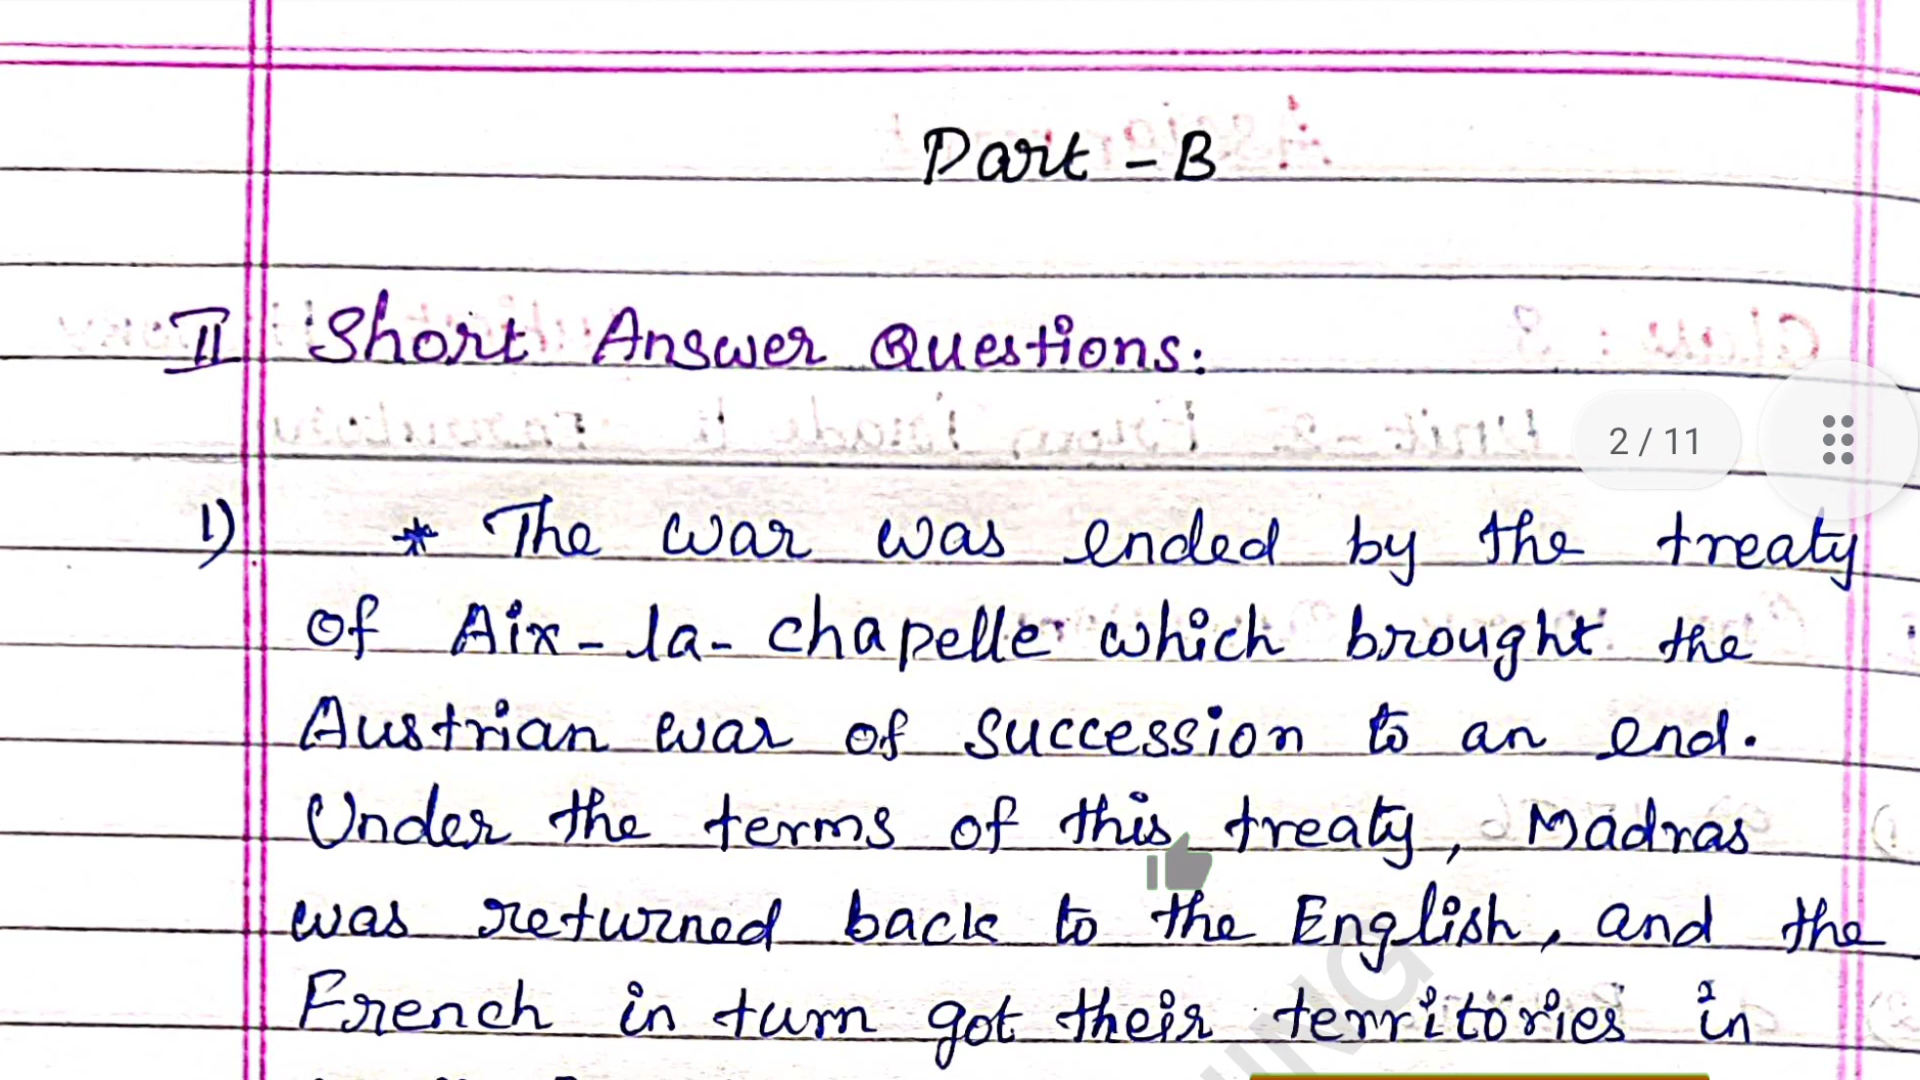 Part - B
II Short Answer Questions:
2 / 11
1) * The war was ended by the treaty
of Aix-la-chapelle which brought the
Austrian war of succession to an end.
Under the terms of this treaty, Madras
was returned back to the English, and the
French in turn got their territories in